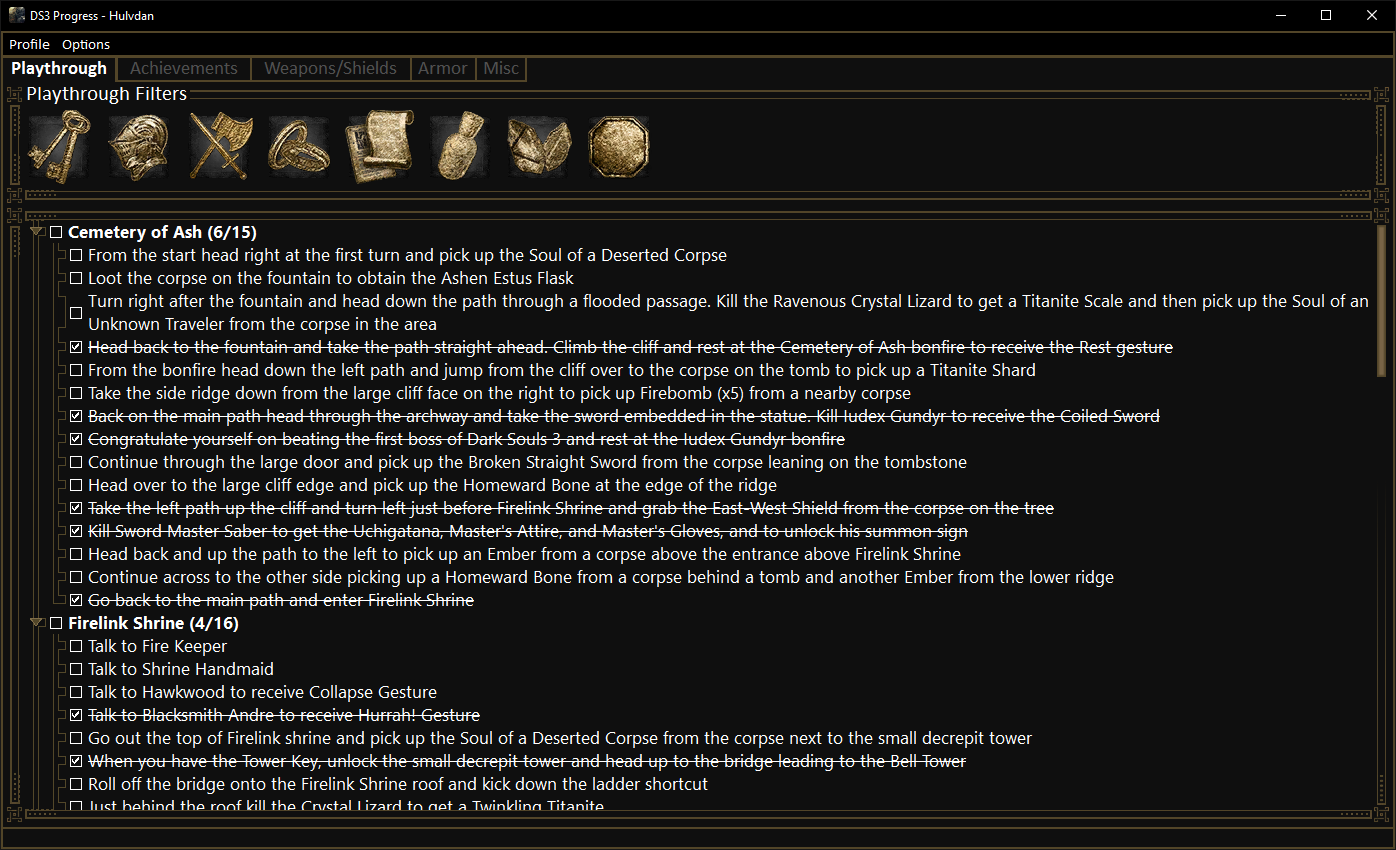 DS3 Progress - Hulvdan
Profile Options
Playthrough Achievements Weapons/Shields Armor Misc
Playthrough Filters
Cemetery of Ash (6/15)
From the start head right at the first turn and pick up the Soul of a Deserted Corpse
Loot the corpse on the fountain to obtain the Ashen Estus Flask
Turn right after the fountain and head down the path through a flooded passage. Kill the Ravenous Crystal Lizard to get a Titanite Scale and then pick up the Soul of an
Unknown Traveler from the corpse in the area
Head back to the fountain and take the path straight ahead. Climb the cliff and rest at the Cemetery of Ash bonfire to receive the Rest gesture
From the bonfire head down the left path and jump from the cliff over to the corpse on the tomb to pick up a Titanite Shard
Take the side ridge down from the large cliff face on the right to pick up Firebomb (x5) from a nearby corpse
Back on the main path head through the archway and take the sword embedded in the statue. Kill Iudex Gundyr to receive the Coiled Sword
Congratulate yourself on beating the first boss of Dark Souls 3 and rest at the Iudex Gundyr bonfire
Continue through the large door and pick up the Broken Straight Sword from the corpse leaning on the tombstone
Head over to the large cliff edge and pick up the Homeward Bone at the edge of the ridge
Take the left path up the cliff and turn left just before Firelink Shrine and grab the East-West Shield from the corpse on the tree
Kill Sword Master Saber to get the Uchigatana, Master's Attire, and Master's Gloves, and to unlock his summon sign
Head back and up the path to the left to pick up an Ember from a corpse above the entrance above Firelink Shrine
Continue across to the other side picking up a Homeward Bone from a corpse behind a tomb and another Ember from the lower ridge
Go back to the main path and enter Firelink Shrine
Firelink Shrine (4/16)
Talk to Fire Keeper
Talk to Shrine Handmaid
Talk to Hawkwood to receive Collapse Gesture
Talk to Blacksmith Andre to receive Hurrah! Gesture
Go out the top of Firelink shrine and pick up the Soul of a Deserted Corpse from the corpse next to the small decrepit tower
When you have the Tower Key, unlock the small decrepit tower and head up to the bridge leading to the Bell Tower
Roll off the bridge onto the Firelink Shrine roof and kick down the ladder shortcut
Just behind the roof kill the Crystal Lizard to get a Twinkling Titanite